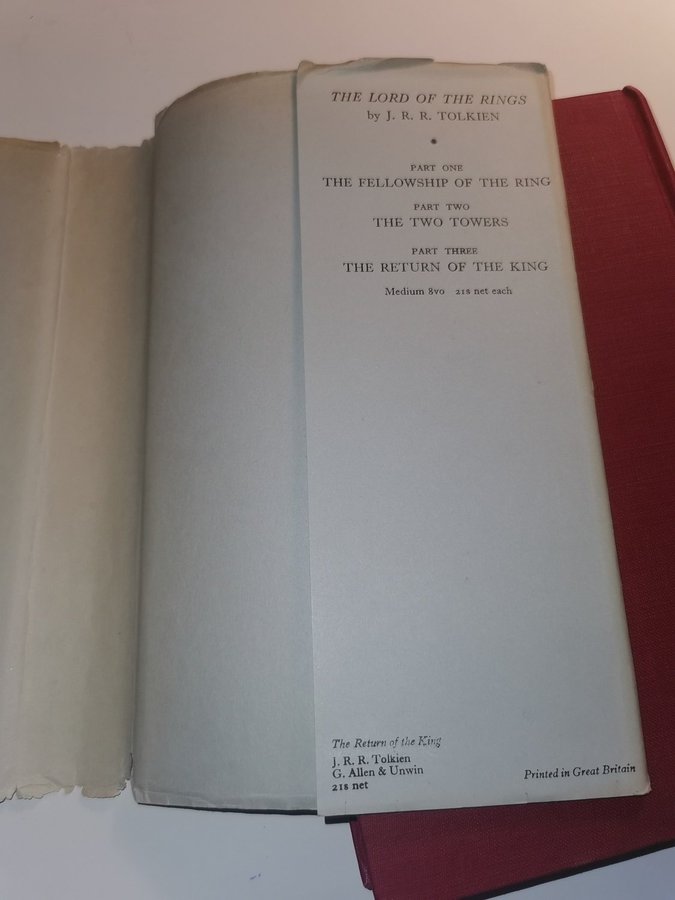 THE LORD OF THE RINGS
by J. R. R. TOLKIEN
PART ONE
THE FELLOWSHIP OF THE RING
PART TWO
THE TWO TOWERS
PART THREE
THE RETURN OF THE KING
Medium 8vo 21s net each
The Return of the King
J. R. R. Tolkien
G. Allen & Unwin
21s net
Printed in Great Britain